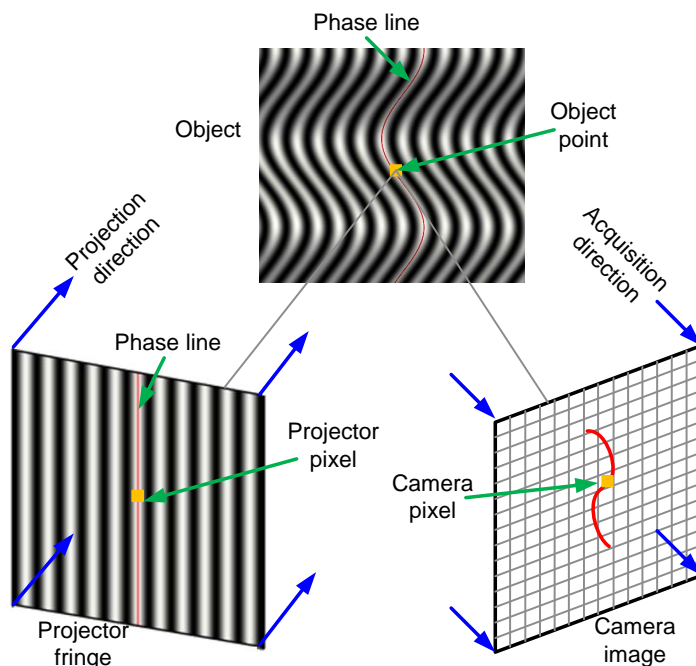 Phase line
Object
Object
point
Projection
direction
Acquisition
direction
Phase line
Projector
pixel
Camera
pixel
Projector
fringe
Camera
image